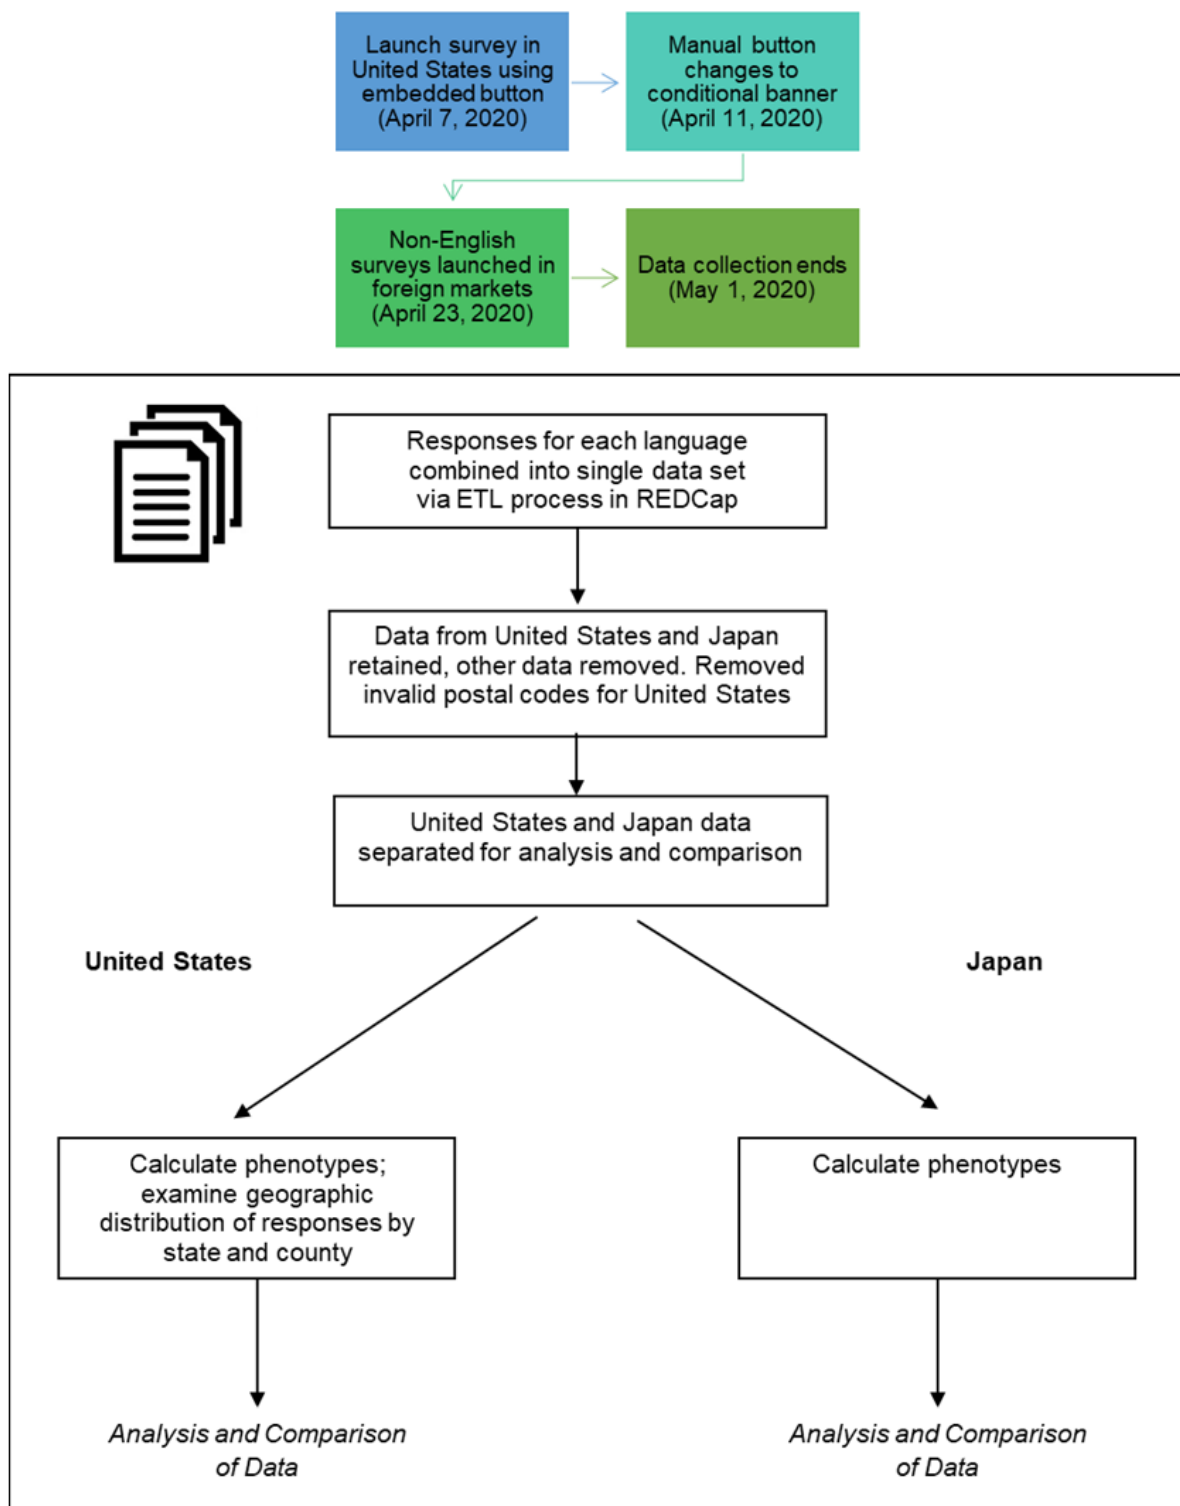 Launch survey in
United States using
embedded button
(April 7, 2020)
Manual button
changes to
conditional banner
(April 11, 2020)
Non-English
surveys launched in
foreign markets
(April 23, 2020)
Data collection ends
(May 1, 2020)
Responses for each language
combined into single data set
via ETL process in REDCap
Data from United States and Japan
retained, other data removed. Removed
invalid postal codes for United States
United States and Japan data
separated for analysis and comparison
United States
Japan
Calculate phenotypes;
examine geographic
distribution of responses by
state and county
Calculate phenotypes
Analysis and Comparison
of Data
Analysis and Comparison
of Data